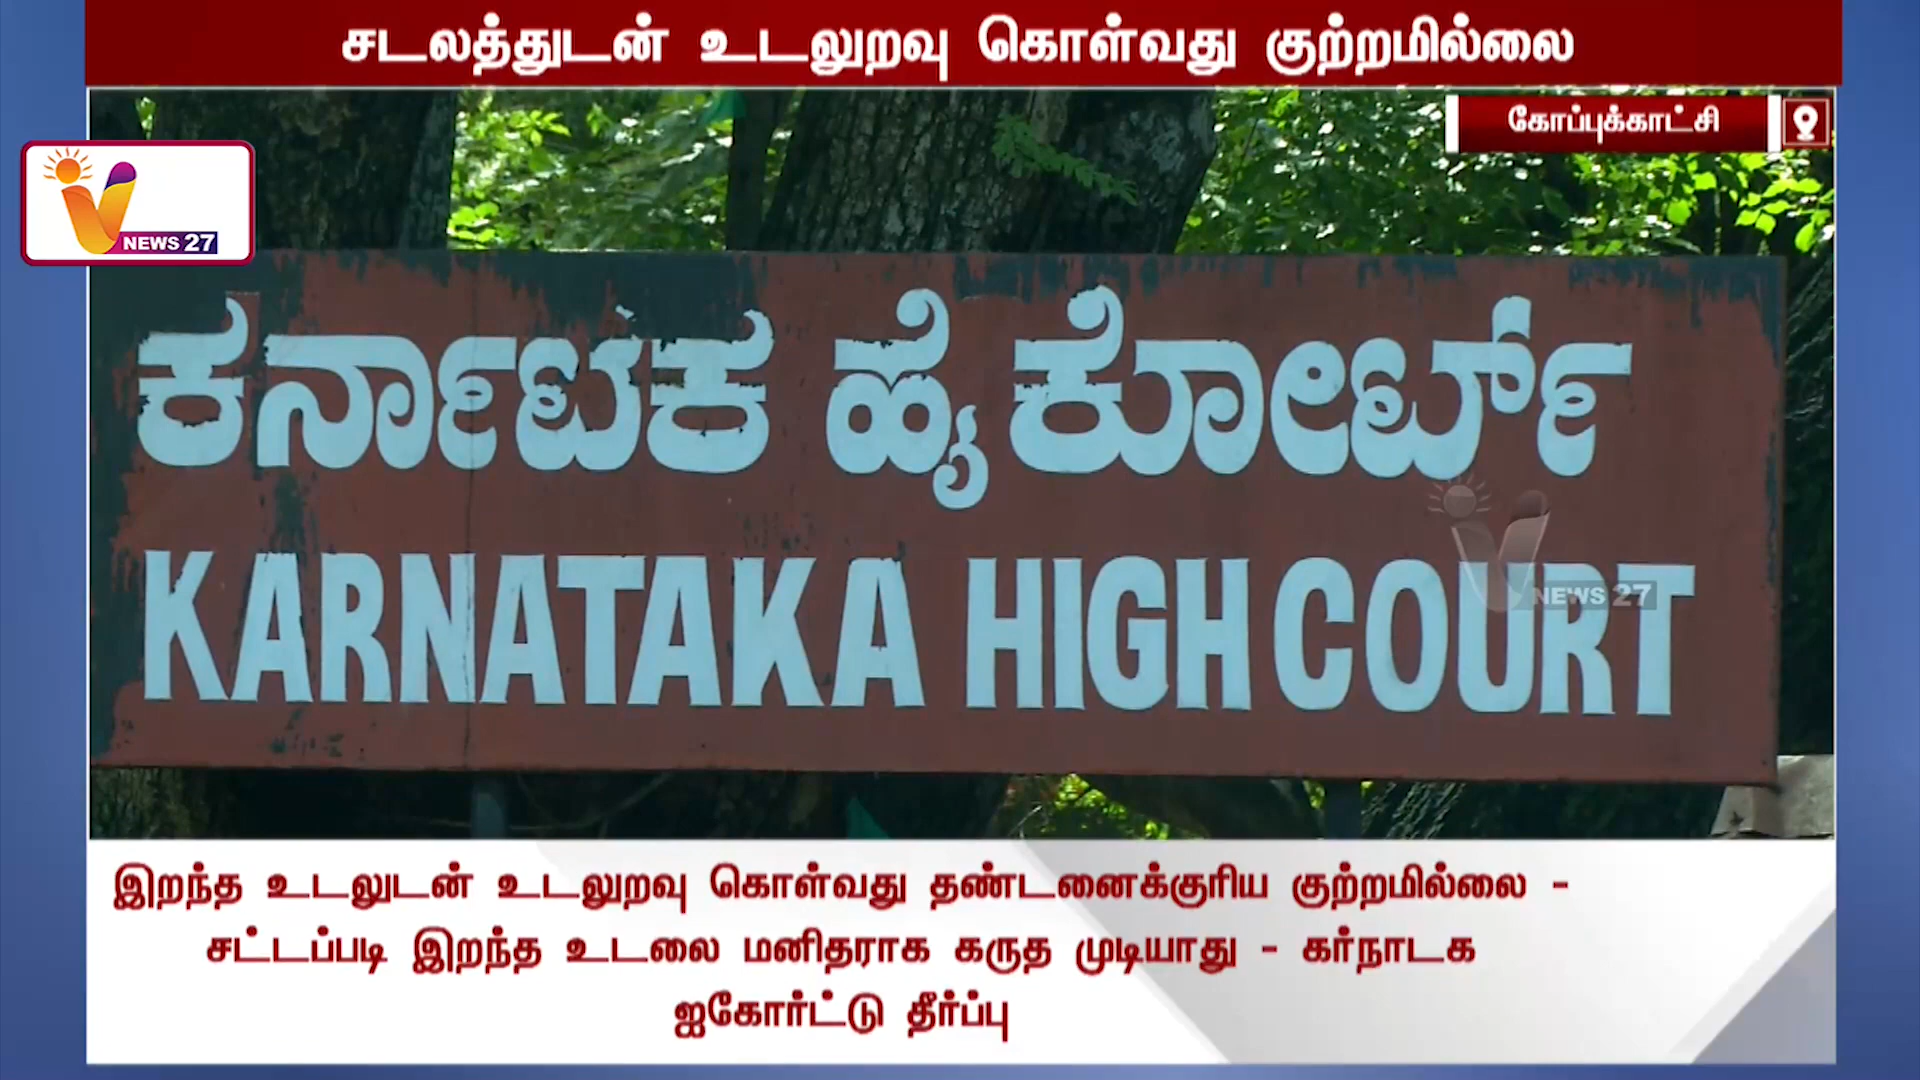 சடலத்துடன் உடலுறவு கொள்வது குற்றமில்லை
கோப்புக்காட்சி
NEWS 27
ಕರ್ನಾಟಕ ಹೈಕೋರ್ಟ್
KARNATAKA HIGH COURT
NEWS 27
இறந்த உடலுடன் உடலுறவு கொள்வது தண்டனைக்குரிய குற்றமில்லை -
சட்டப்படி இறந்த உடலை மனிதராக கருத முடியாது - கர்நாடக
ஐகோர்ட்டு தீர்ப்பு